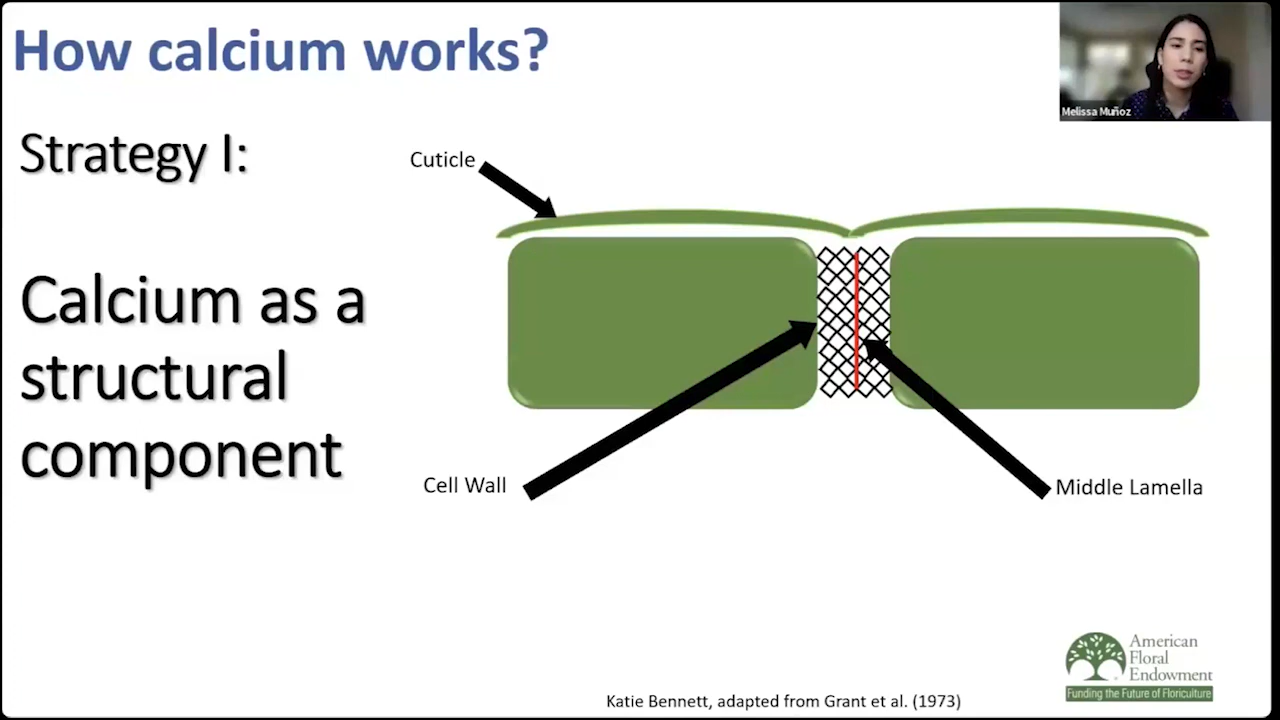 How calcium works?
Melissa Muñoz
Strategy I:
Cuticle
Calcium as a
structural
component
Cell Wall
Middle Lamella
American
Floral
Endowment
Funding the Future of Floriculture
Katie Bennett, adapted from Grant et al. (1973)